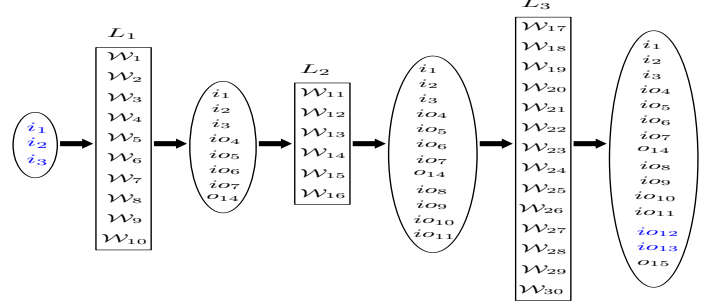 i₁
i₂
i₃
L₁
𝒲₁
𝒲₂
𝒲₃
𝒲₄
𝒲₅
𝒲₆
𝒲₇
𝒲₈
𝒲₉
𝒲₁₀
i₁
i₂
i₃
io₄
io₅
io₆
io₇
o₁₄
L₂
𝒲₁₁
𝒲₁₂
𝒲₁₃
𝒲₁₄
𝒲₁₅
𝒲₁₆
i₁
i₂
i₃
io₄
io₅
io₆
io₇
o₁₄
io₈
io₉
io₁₀
io₁₁
L₃
𝒲₁₇
𝒲₁₈
𝒲₁₉
𝒲₂₀
𝒲₂₁
𝒲₂₂
𝒲₂₃
𝒲₂₄
𝒲₂₅
𝒲₂₆
𝒲₂₇
𝒲₂₈
𝒲₂₉
𝒲₃₀
i₁
i₂
i₃
io₄
io₅
io₆
io₇
o₁₄
io₈
io₉
io₁₀
io₁₁
io₁₂
io₁₃
o₁₅